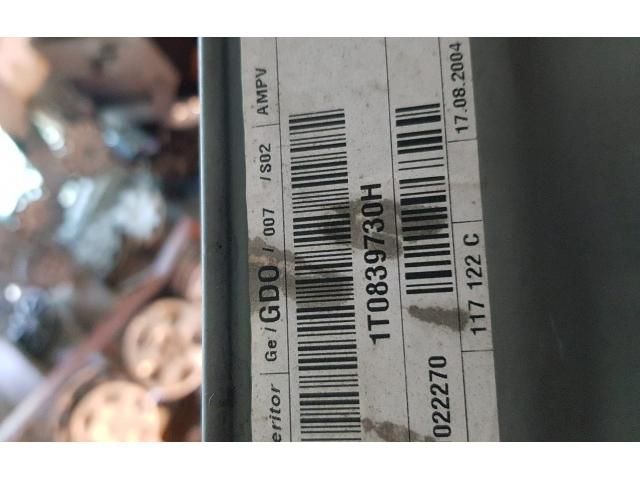 eritor Ge / GDO / 007 / S02 AMPV
1T0839730H
022270
117 122 C 17.08.2004